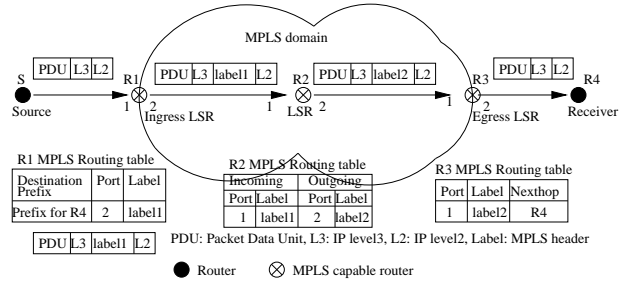 MPLS domain
PDU L3 L2
PDU L3 label1 L2
PDU L3 label2 L2
PDU L3 L2
S R1 R2 R3 R4
1 2 1 2 1 2
Source Ingress LSR LSR Egress LSR Receiver
R1 MPLS Routing table
Destination Prefix Port Label
Prefix for R4 2 label1
R2 MPLS Routing table
Incoming Outgoing
Port Label Port Label
1 label1 2 label2
R3 MPLS Routing table
Port Label Nexthop
1 label2 R4
PDU L3 label1 L2
PDU: Packet Data Unit, L3: IP level3, L2: IP level2, Label: MPLS header
Router MPLS capable router